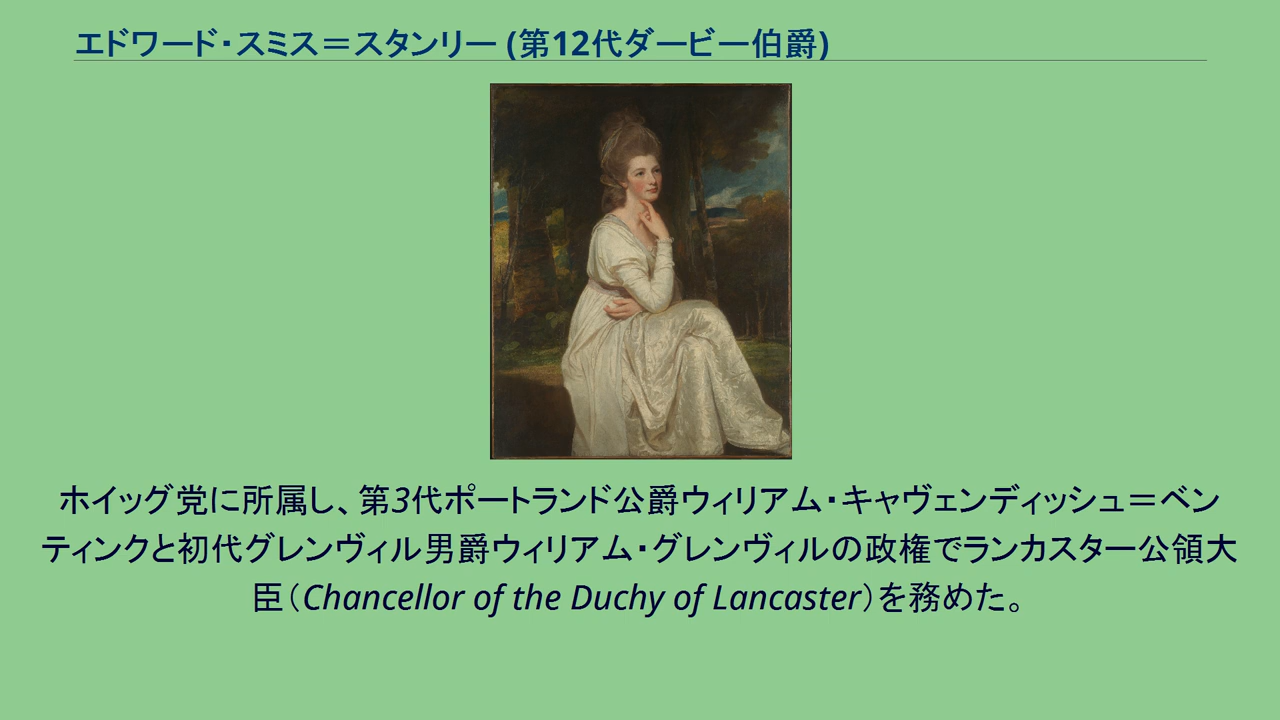 エドワード・スミス＝スタンリー (第12代ダービー伯爵)
ホイッグ党に所属し、第3代ポートランド公爵ウィリアム・キャヴェンディッシュ＝ベン
ティンクと初代グレンヴィル男爵ウィリアム・グレンヴィルの政権でランカスター公領大
臣（Chancellor of the Duchy of Lancaster）を務めた。